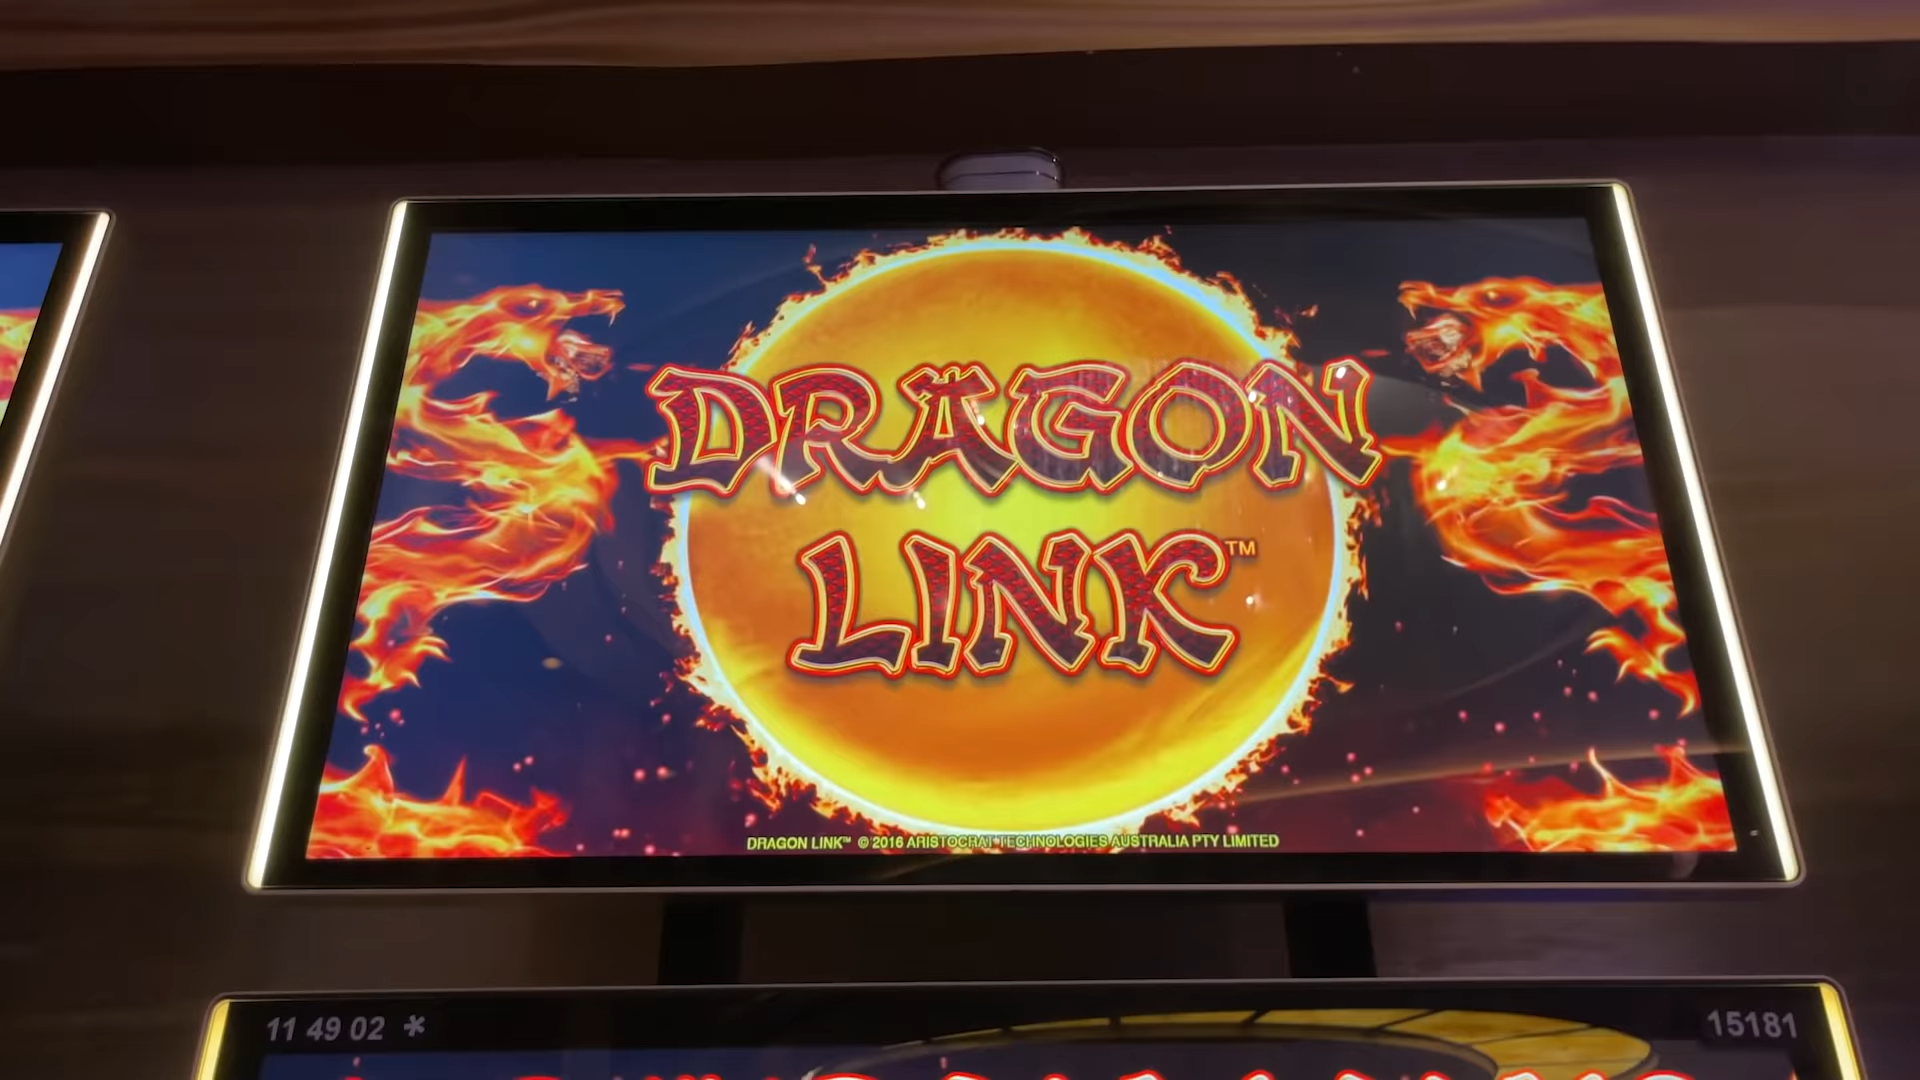 DRAGON
LINK™
DRAGON LINK™ © 2016 ARISTOCRAT TECHNOLOGIES AUSTRALIA PTY LIMITED
11 49 02 *
15181